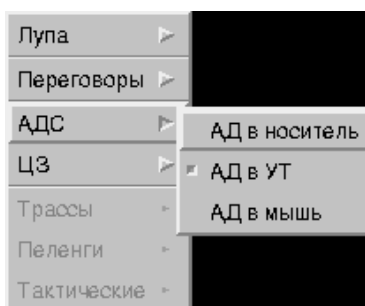 Лупа
Переговоры
АДС
ЦЗ
Трассы
Пеленги
Тактические
АД в носитель
АД в УТ
АД в мышь